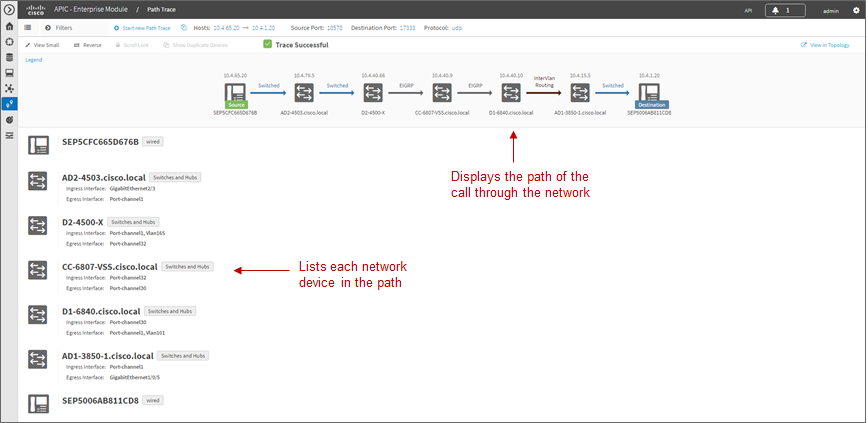 cisco
APIC - Enterprise Module / Path Trace
API
1
admin
Filters
Start new Path Trace
Hosts: 10.4.65.20 → 10.4.1.20
Source Port: 18578
Destination Port: 17338
Protocol: udp
View Small
Reverse
Scroll Lock
Show Duplicate Devices
Trace Successful
View in Topology
Legend
10.4.65.20
10.4.79.5
10.4.40.66
10.4.40.9
10.4.40.10
10.4.15.5
10.4.1.20
Switched
Switched
EIGRP
EIGRP
InterVlan
Routing
Switched
Source
Destination
SEP5CFC665D676B
AD2-4503.cisco.local
D2-4500-X
CC-6807-VSS.cisco.local
D1-6840.cisco.local
AD1-3850-1.cisco.local
SEP5006AB811CD8
SEP5CFC665D676B wired
AD2-4503.cisco.local Switches and Hubs
Ingress Interface: GigabitEthernet2/3
Egress Interface: Port-channel1
D2-4500-X Switches and Hubs
Ingress Interface: Port-channel1, Vlan165
Egress Interface: Port-channel32
CC-6807-VSS.cisco.local Switches and Hubs
Ingress Interface: Port-channel32
Egress Interface: Port-channel30
D1-6840.cisco.local Switches and Hubs
Ingress Interface: Port-channel30
Egress Interface: Port-channel1, Vlan101
AD1-3850-1.cisco.local Switches and Hubs
Ingress Interface: Port-channel1
Egress Interface: GigabitEthernet1/0/5
SEP5006AB811CD8 wired
Displays the path of the
call through the network
Lists each network
device in the path